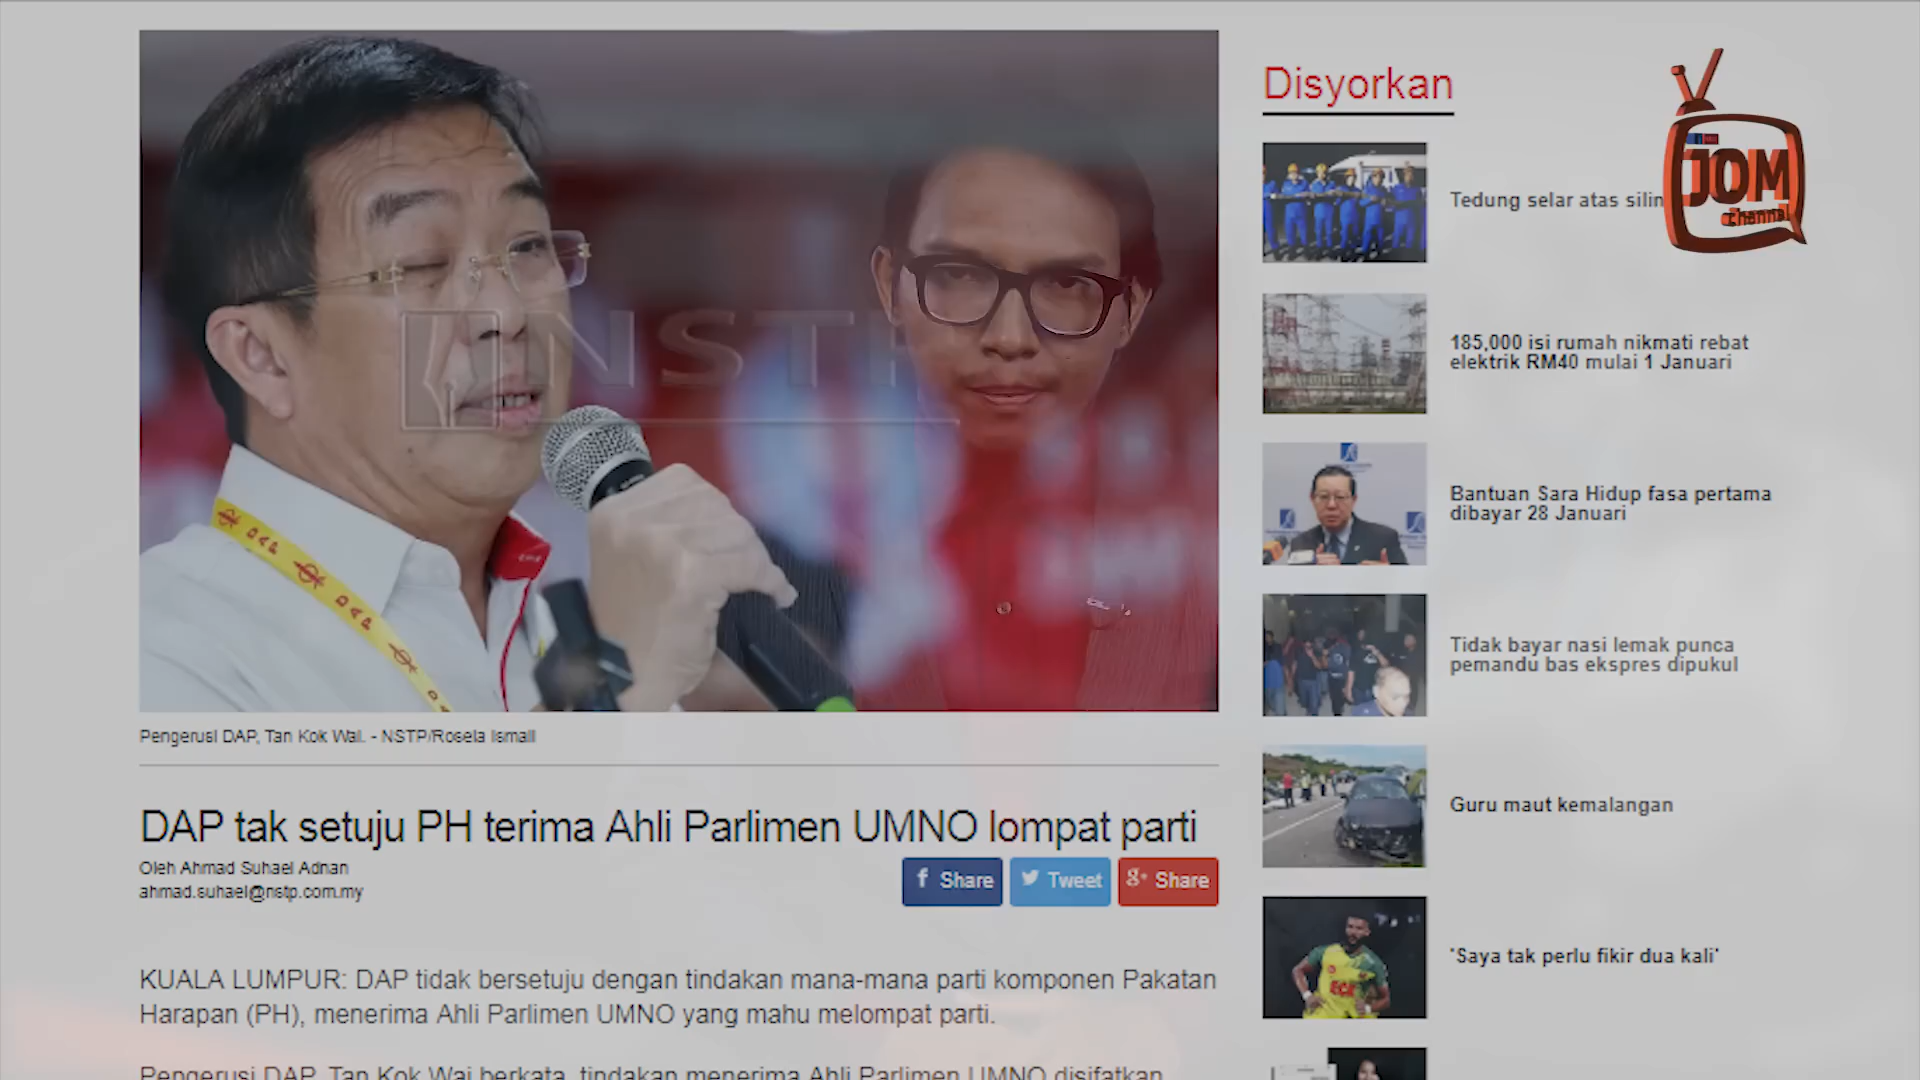 NSTP
DAP
DAP
Pengerusi DAP, Tan Kok Wai. - NSTP/Rosela Ismail
DAP tak setuju PH terima Ahli Parlimen UMNO lompat parti
Oleh Ahmad Suhael Adnan
ahmad.suhael@nstp.com.my
Share
Tweet
g+ Share
KUALA LUMPUR: DAP tidak bersetuju dengan tindakan mana-mana parti komponen Pakatan
Harapan (PH), menerima Ahli Parlimen UMNO yang mahu melompat parti.
Pengerusi DAP, Tan Kok Wai berkata, tindakan menerima Ahli Parlimen UMNO disifatkan
Disyorkan
Tedung selar atas silin
185,000 isi rumah nikmati rebat
elektrik RM40 mulai 1 Januari
Bantuan Sara Hidup fasa pertama
dibayar 28 Januari
Tidak bayar nasi lemak punca
pemandu bas ekspres dipukul
Guru maut kemalangan
'Saya tak perlu fikir dua kali'
JOM
channel